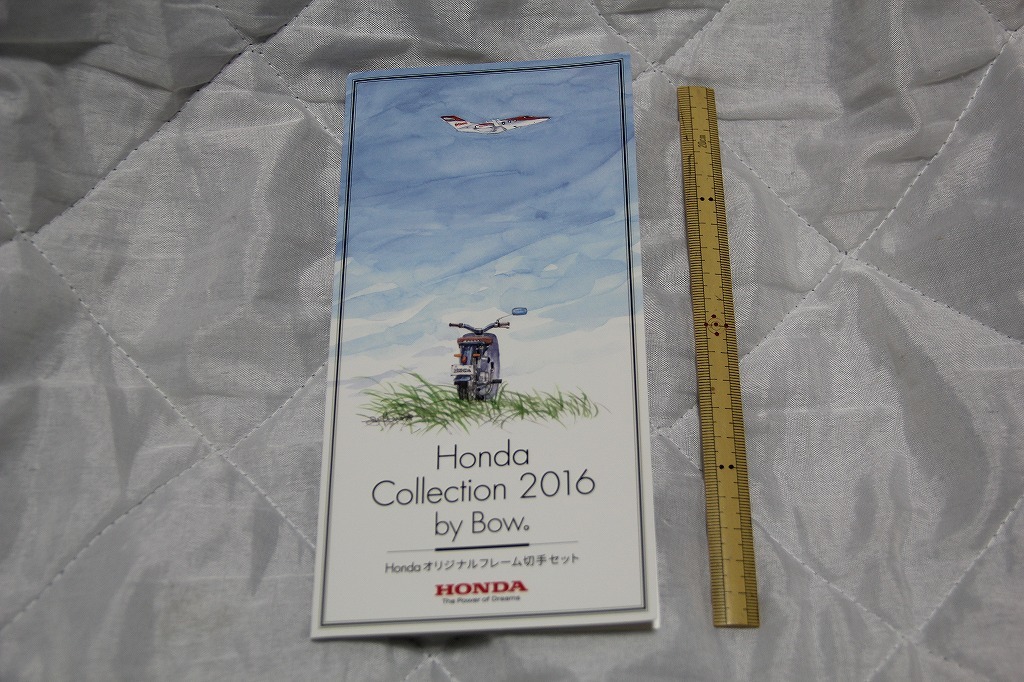 Honda
Collection 2016
by Bow。
Hondaオリジナルフレーム切手セット
HONDA
The Power of Dreams